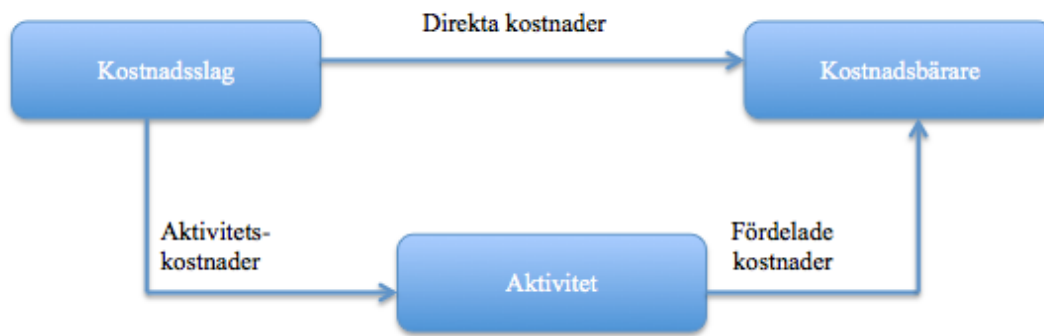 Direkta kostnader
Kostnadsslag
Kostnadsbärare
Aktivitets-
kostnader
Fördelade
kostnader
Aktivitet